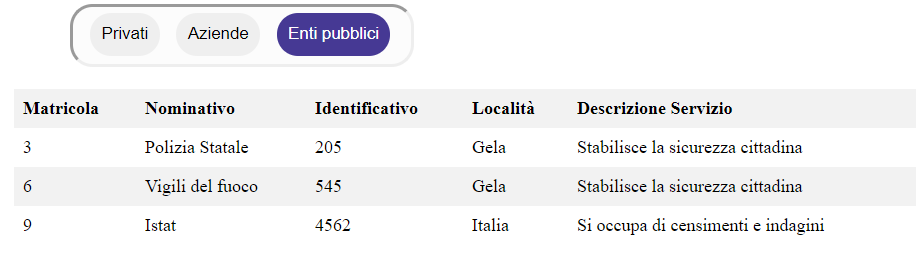 Privati Aziende Enti pubblici
Matricola Nominativo Identificativo Località Descrizione Servizio
3 Polizia Statale 205 Gela Stabilisce la sicurezza cittadina
6 Vigili del fuoco 545 Gela Stabilisce la sicurezza cittadina
9 Istat 4562 Italia Si occupa di censimenti e indagini